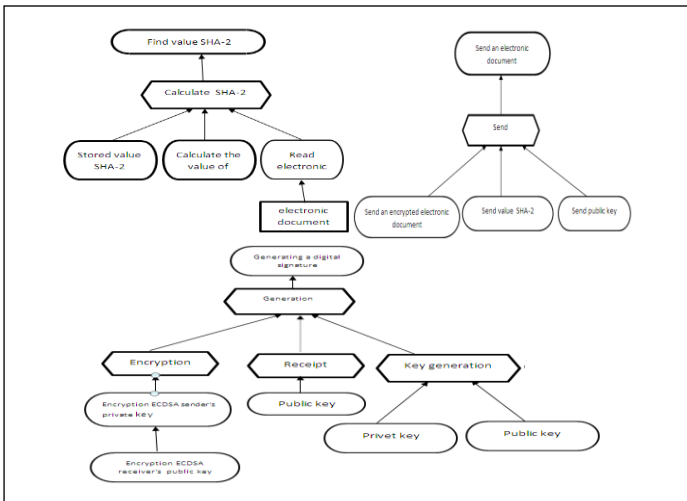 Find value SHA-2
Calculate SHA-2
Stored value
SHA-2
Calculate the
value of
Read
electronic
electronic
document
Send an electronic
document
Send
Send an encrypted electronic
document
Send value SHA-2
Send public key
Generating a digital
signature
Generation
Encryption
Receipt
Key generation
Encryption ECDSA sender's
private key
Public key
Privet key
Public key
Encryption ECDSA
receiver's public key